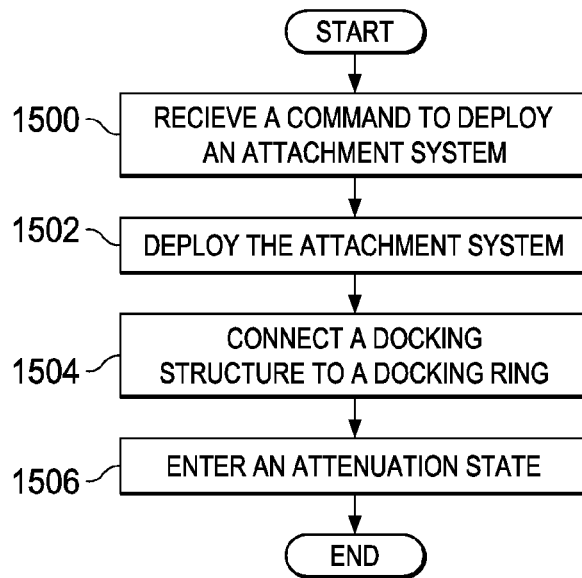 START
1500
RECIEVE A COMMAND TO DEPLOY
AN ATTACHMENT SYSTEM
1502
DEPLOY THE ATTACHMENT SYSTEM
1504
CONNECT A DOCKING
STRUCTURE TO A DOCKING RING
1506
ENTER AN ATTENUATION STATE
END